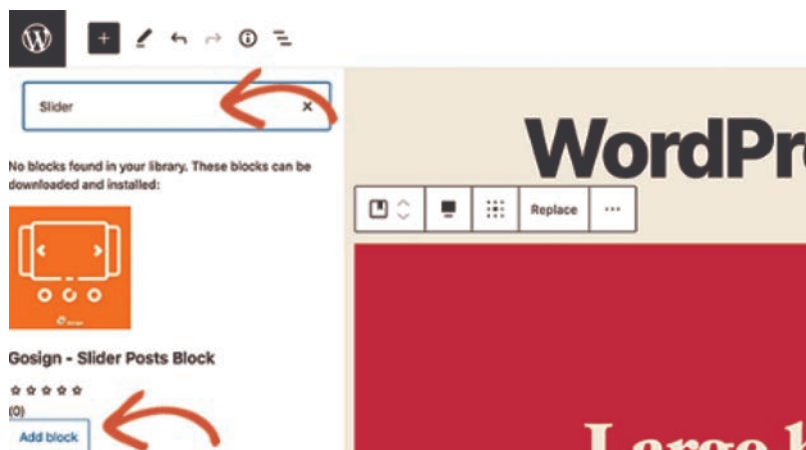 Slider
No blocks found in your library. These blocks can be
downloaded and installed:
Gosign - Slider Posts Block
(0)
Add block
WordPre
Replace
Large h